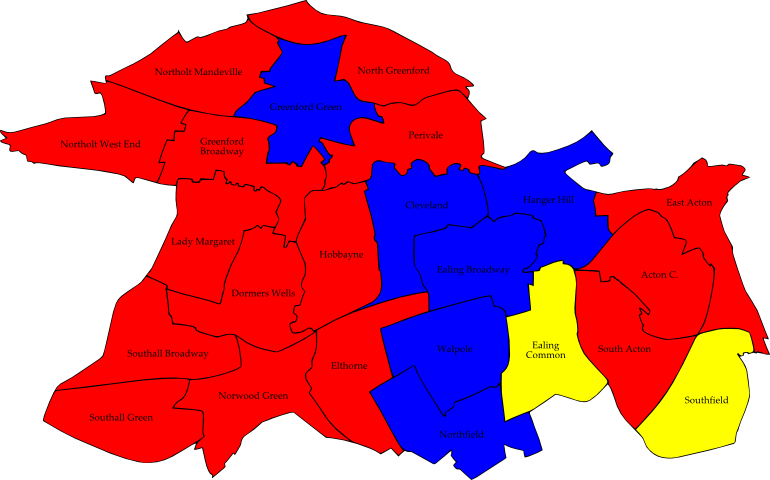 Northolt Mandeville
North Greenford
Greenford Green
Northolt West End
Greenford
Broadway
Perivale
Cleveland
Hanger Hill
East Acton
Lady Margaret
Hobbayne
Ealing Broadway
Acton C.
Dormers Wells
Southall Broadway
Elthorne
Walpole
Ealing
Common
South Acton
Norwood Green
Southfield
Southall Green
Northfield